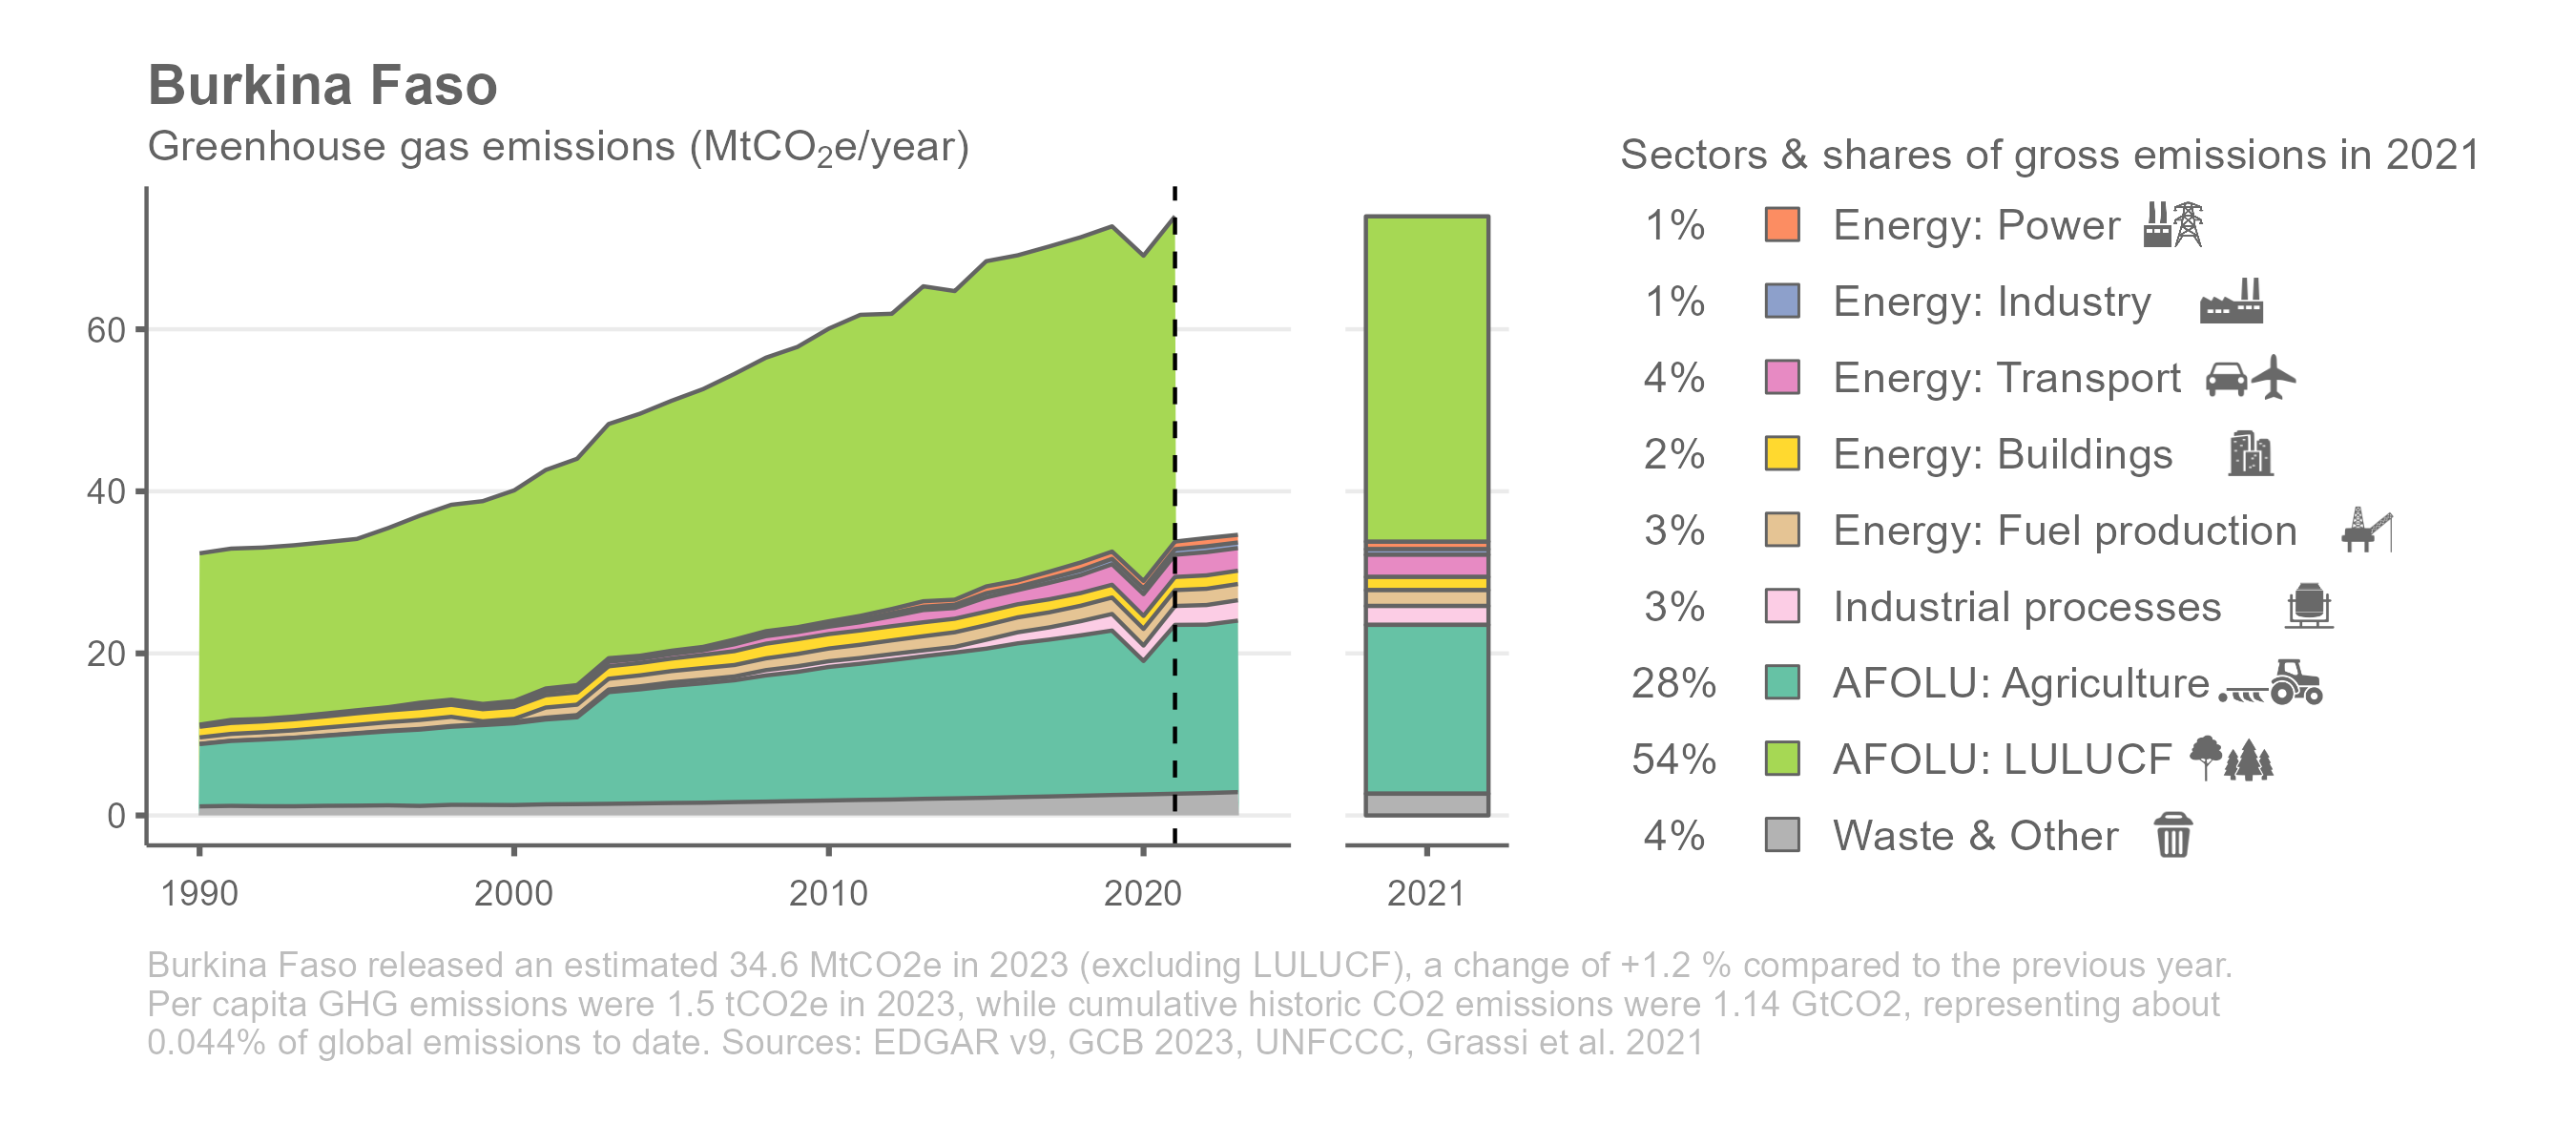 Burkina Faso
Greenhouse gas emissions (MtCO₂e/year)
60
40
20
0
1990
2000
2010
2020
2021
Sectors & shares of gross emissions in 2021
1% Energy: Power
1% Energy: Industry
4% Energy: Transport
2% Energy: Buildings
3% Energy: Fuel production
3% Industrial processes
28% AFOLU: Agriculture
54% AFOLU: LULUCF
4% Waste & Other
Burkina Faso released an estimated 34.6 MtCO2e in 2023 (excluding LULUCF), a change of +1.2 % compared to the previous year.
Per capita GHG emissions were 1.5 tCO2e in 2023, while cumulative historic CO2 emissions were 1.14 GtCO2, representing about
0.044% of global emissions to date. Sources: EDGAR v9, GCB 2023, UNFCCC, Grassi et al. 2021